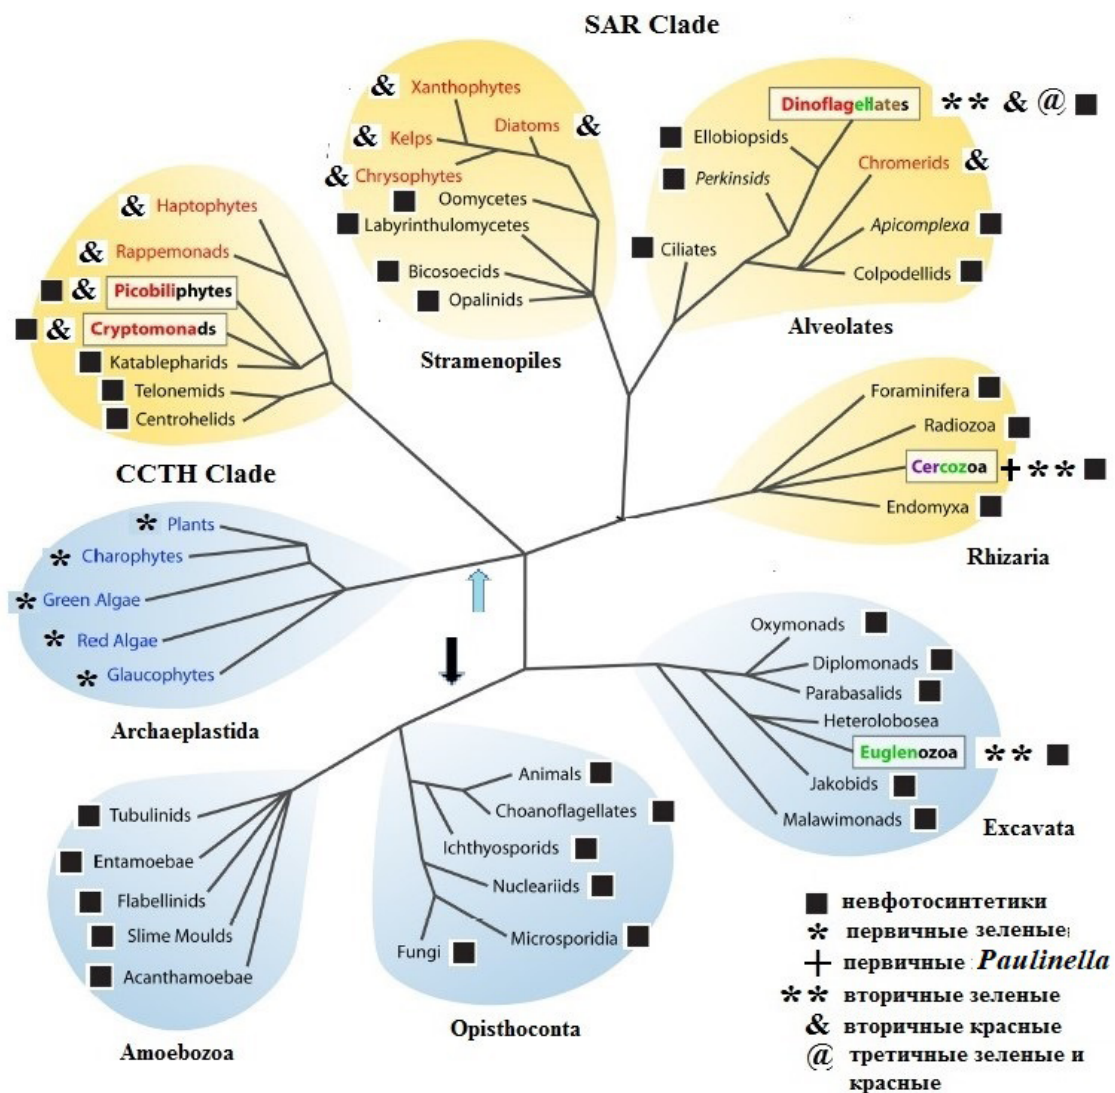 SAR Clade
& Xanthophytes
& Kelps
Diatoms &
& Chrysophytes
Oomycetes
Labyrinthulomycetes
Bicosoecids
Opalinids
Stramenopiles
Dinoflagellates ** & @
Ellobiopsids
Perkinsids
Chromerids &
Apicomplexa
Ciliates
Colpodellids
Alveolates
& Haptophytes
& Rappemonads
& Picobiliphytes
& Cryptomonads
Katablepharids
Telonemids
Centrohelids
CCTH Clade
Foraminifera
Radiozoa
Cercozoa + **
Endomyxa
Rhizaria
* Plants
* Charophytes
* Green Algae
* Red Algae
* Glaucophytes
Archaeplastida
Oxymonads
Diplomonads
Parabasalids
Heterolobosea
Euglenozoa **
Jakobids
Malawimonads
Excavata
Tubulinids
Entamoebae
Flabellinids
Slime Moulds
Acanthamoebae
Amoebozoa
Animals
Choanoflagellates
Ichthyosporids
Nucleariids
Microsporidia
Fungi
Opisthoconta
невфотосинтетики
* первичные зеленые
+ первичные Paulinella
** вторичные зеленые
& вторичные красные
@ третичные зеленые и
красные